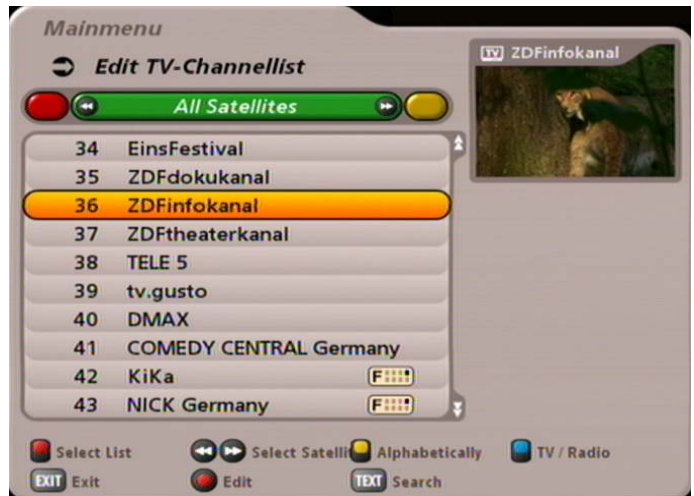 Mainmenu
Edit TV-Channellist
TV ZDFinfokanal
All Satellites
34 EinsFestival
35 ZDFdokukanal
36 ZDFinfokanal
37 ZDFtheaterkanal
38 TELE 5
39 tv.gusto
40 DMAX
41 COMEDY CENTRAL Germany
42 KiKa F
43 NICK Germany F
Select List Select Satelli Alphabetically TV / Radio
EXIT Exit Edit TEXT Search